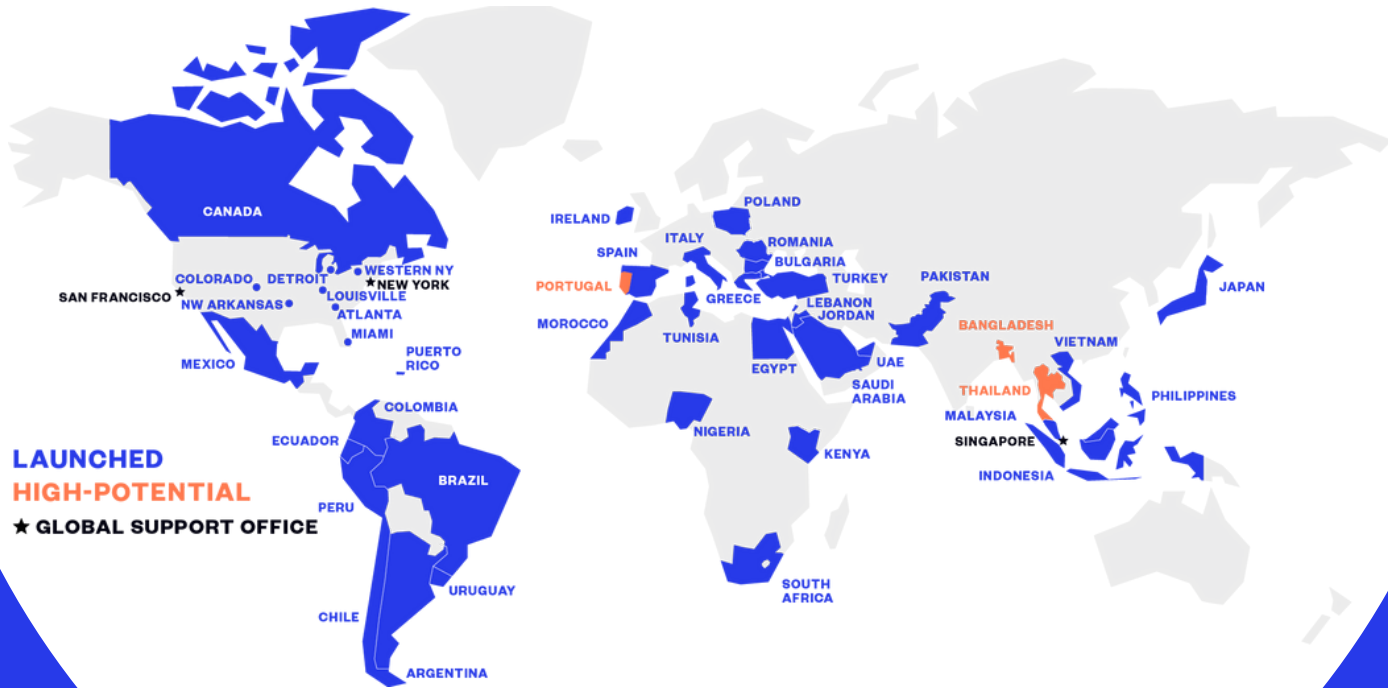 CANADA
COLORADO
DETROIT
WESTERN NY
NEW YORK
SAN FRANCISCO
NW ARKANSAS
LOUISVILLE
ATLANTA
MIAMI
MEXICO
PUERTO
RICO
COLOMBIA
ECUADOR
BRAZIL
PERU
URUGUAY
CHILE
ARGENTINA
LAUNCHED
HIGH-POTENTIAL
GLOBAL SUPPORT OFFICE
IRELAND
POLAND
ITALY
ROMANIA
SPAIN
BULGARIA
PORTUGAL
TURKEY
GREECE
LEBANON
JORDAN
MOROCCO
TUNISIA
EGYPT
UAE
SAUDI
ARABIA
NIGERIA
KENYA
SOUTH
AFRICA
PAKISTAN
JAPAN
BANGLADESH
VIETNAM
THAILAND
PHILIPPINES
MALAYSIA
SINGAPORE
INDONESIA